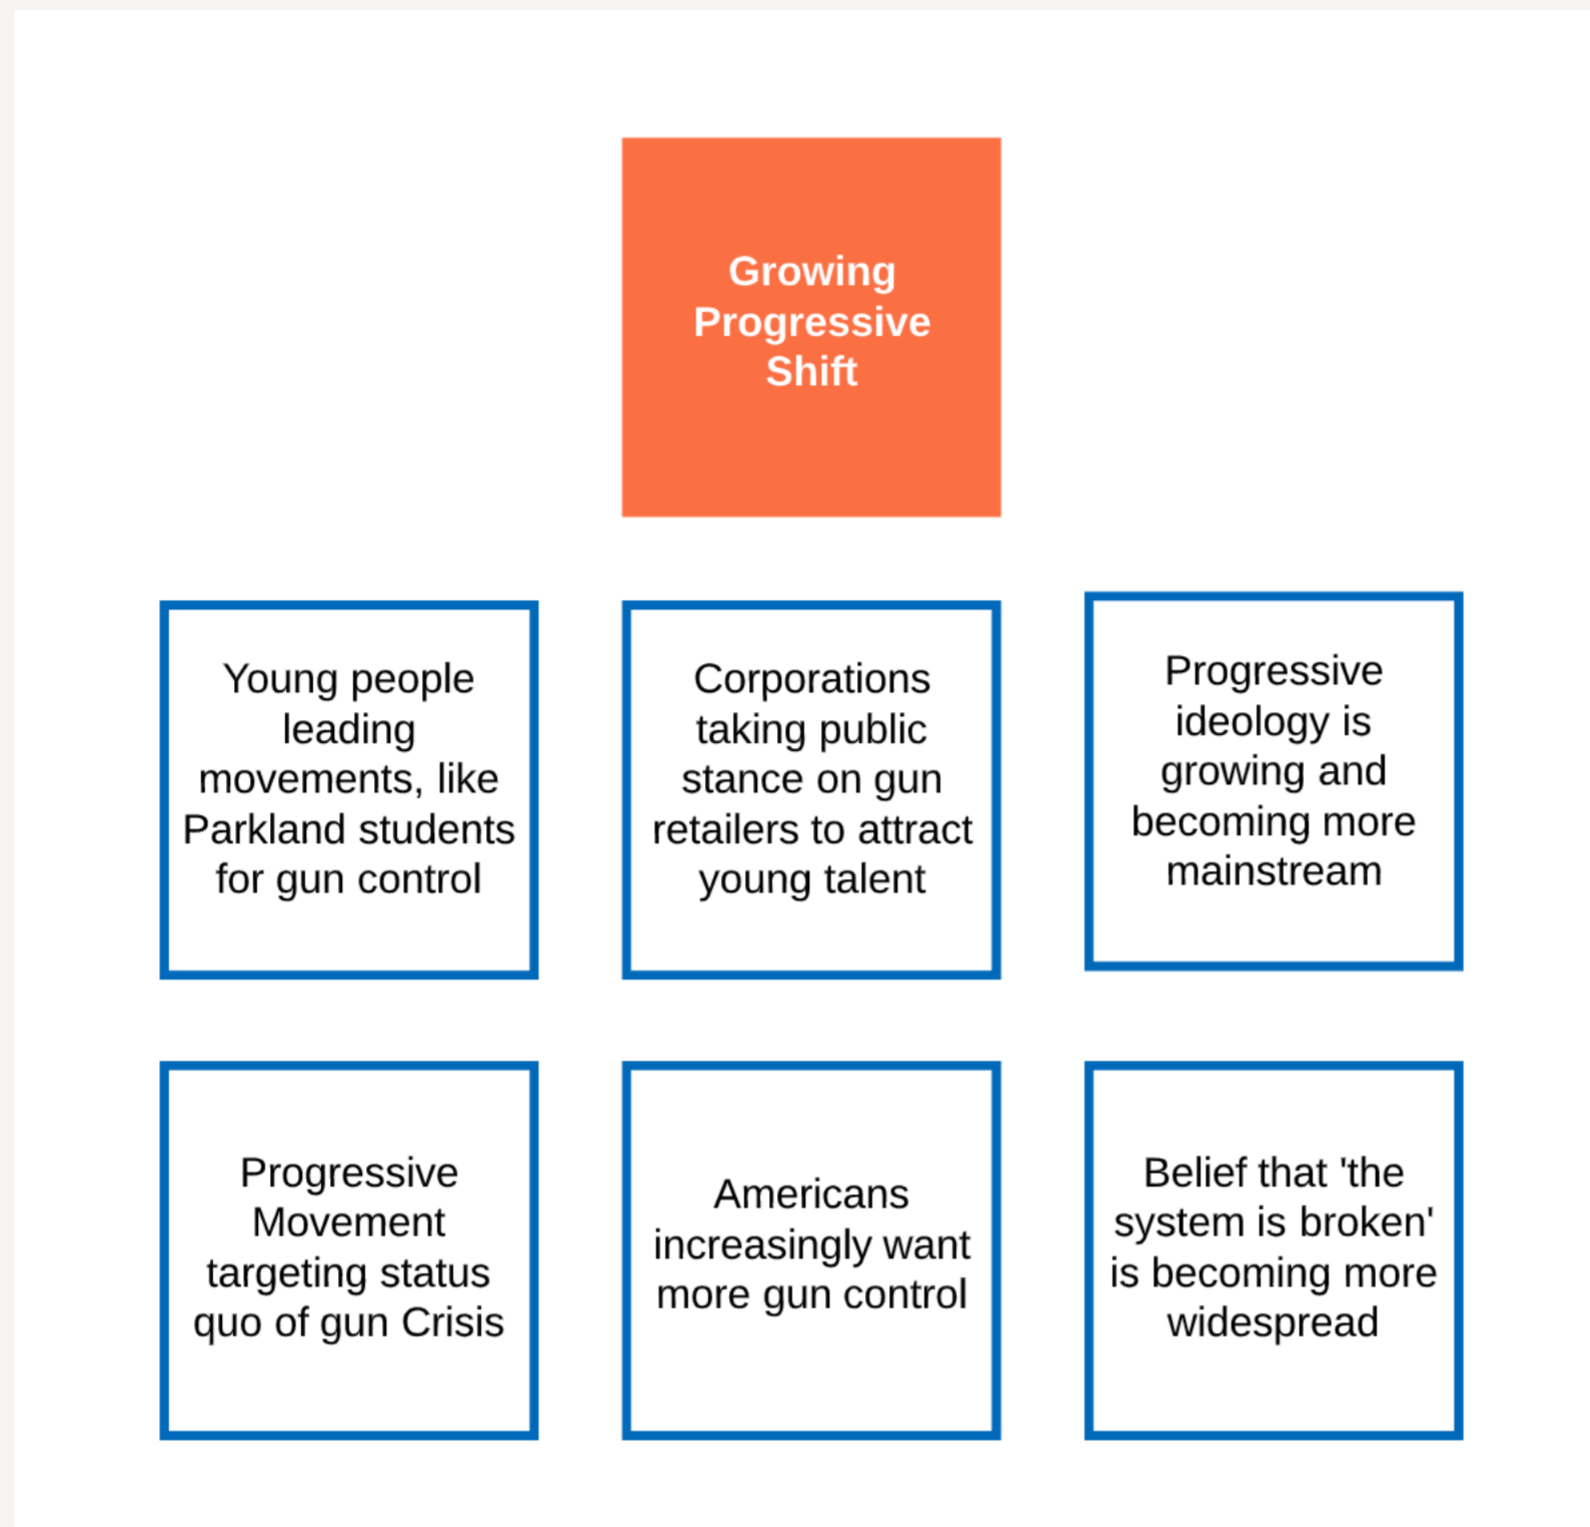 Growing
Progressive
Shift
Young people
leading
movements, like
Parkland students
for gun control
Corporations
taking public
stance on gun
retailers to attract
young talent
Progressive
ideology is
growing and
becoming more
mainstream
Progressive
Movement
targeting status
quo of gun Crisis
Americans
increasingly want
more gun control
Belief that 'the
system is broken'
is becoming more
widespread